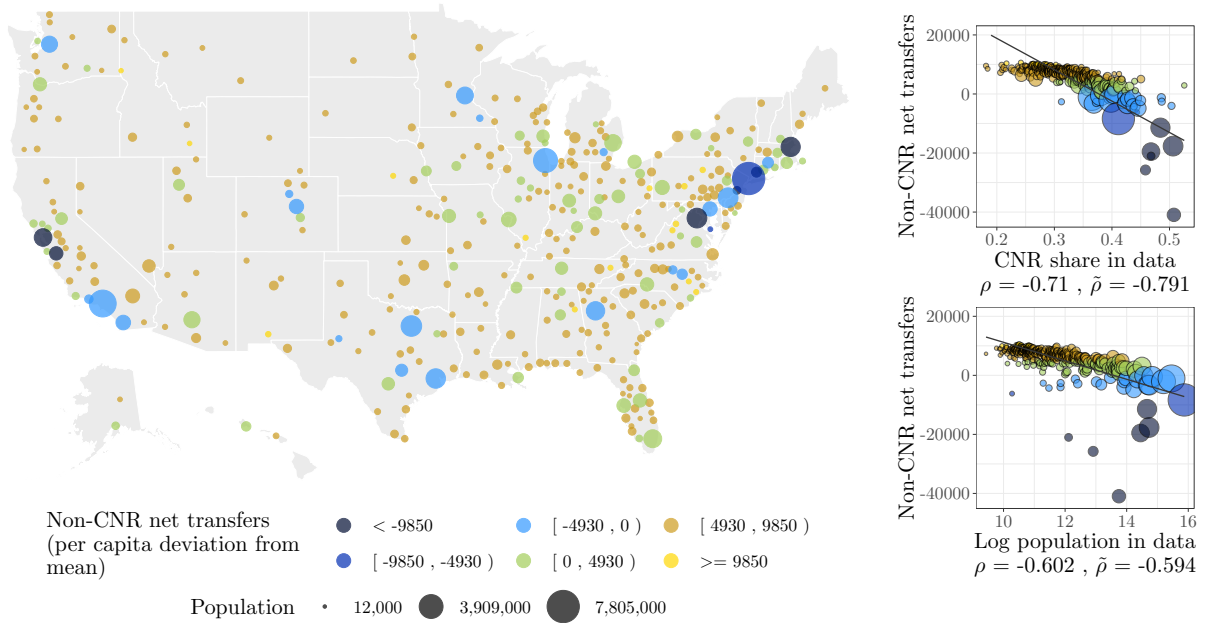 Non-CNR net transfers
20000
0
-20000
-40000
0.2 0.3 0.4 0.5
CNR share in data
ρ = -0.71 , ρ̃ = -0.791
Non-CNR net transfers
20000
0
-20000
-40000
10 12 14 16
Log population in data
ρ = -0.602 , ρ̃ = -0.594
Non-CNR net transfers
(per capita deviation from
mean)
< -9850 [ -4930 , 0 ) [ 4930 , 9850 )
[ -9850 , -4930 ) [ 0 , 4930 ) >= 9850
Population 12,000 3,909,000 7,805,000